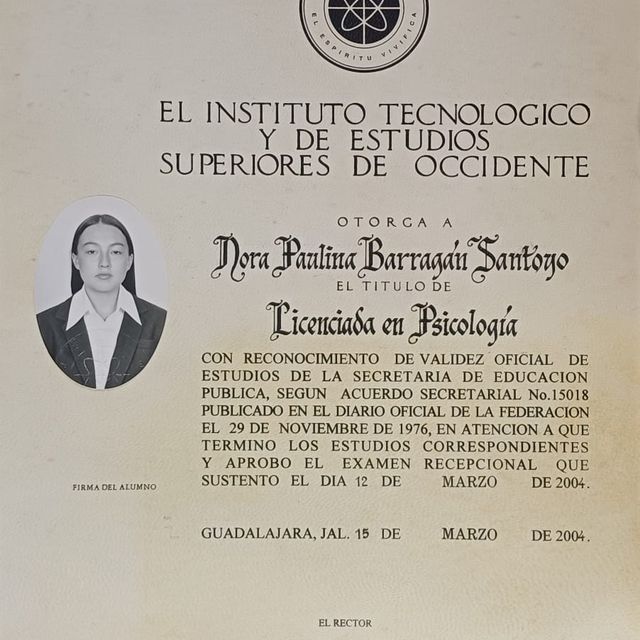 EL ESPIRITU VIVIFICA
EL INSTITUTO TECNOLOGICO
Y DE ESTUDIOS
SUPERIORES DE OCCIDENTE
OTORGA A
Nora Paulina Barragán Santoyo
EL TITULO DE
Licenciada en Psicología
CON RECONOCIMIENTO DE VALIDEZ OFICIAL DE
ESTUDIOS DE LA SECRETARIA DE EDUCACION
PUBLICA, SEGUN ACUERDO SECRETARIAL No.15018
PUBLICADO EN EL DIARIO OFICIAL DE LA FEDERACION
EL 29 DE NOVIEMBRE DE 1976, EN ATENCION A QUE
TERMINO LOS ESTUDIOS CORRESPONDIENTES
Y APROBO EL EXAMEN RECEPCIONAL QUE
SUSTENTO EL DIA 12 DE MARZO DE 2004.
FIRMA DEL ALUMNO
GUADALAJARA, JAL. 15 DE MARZO DE 2004.
EL RECTOR